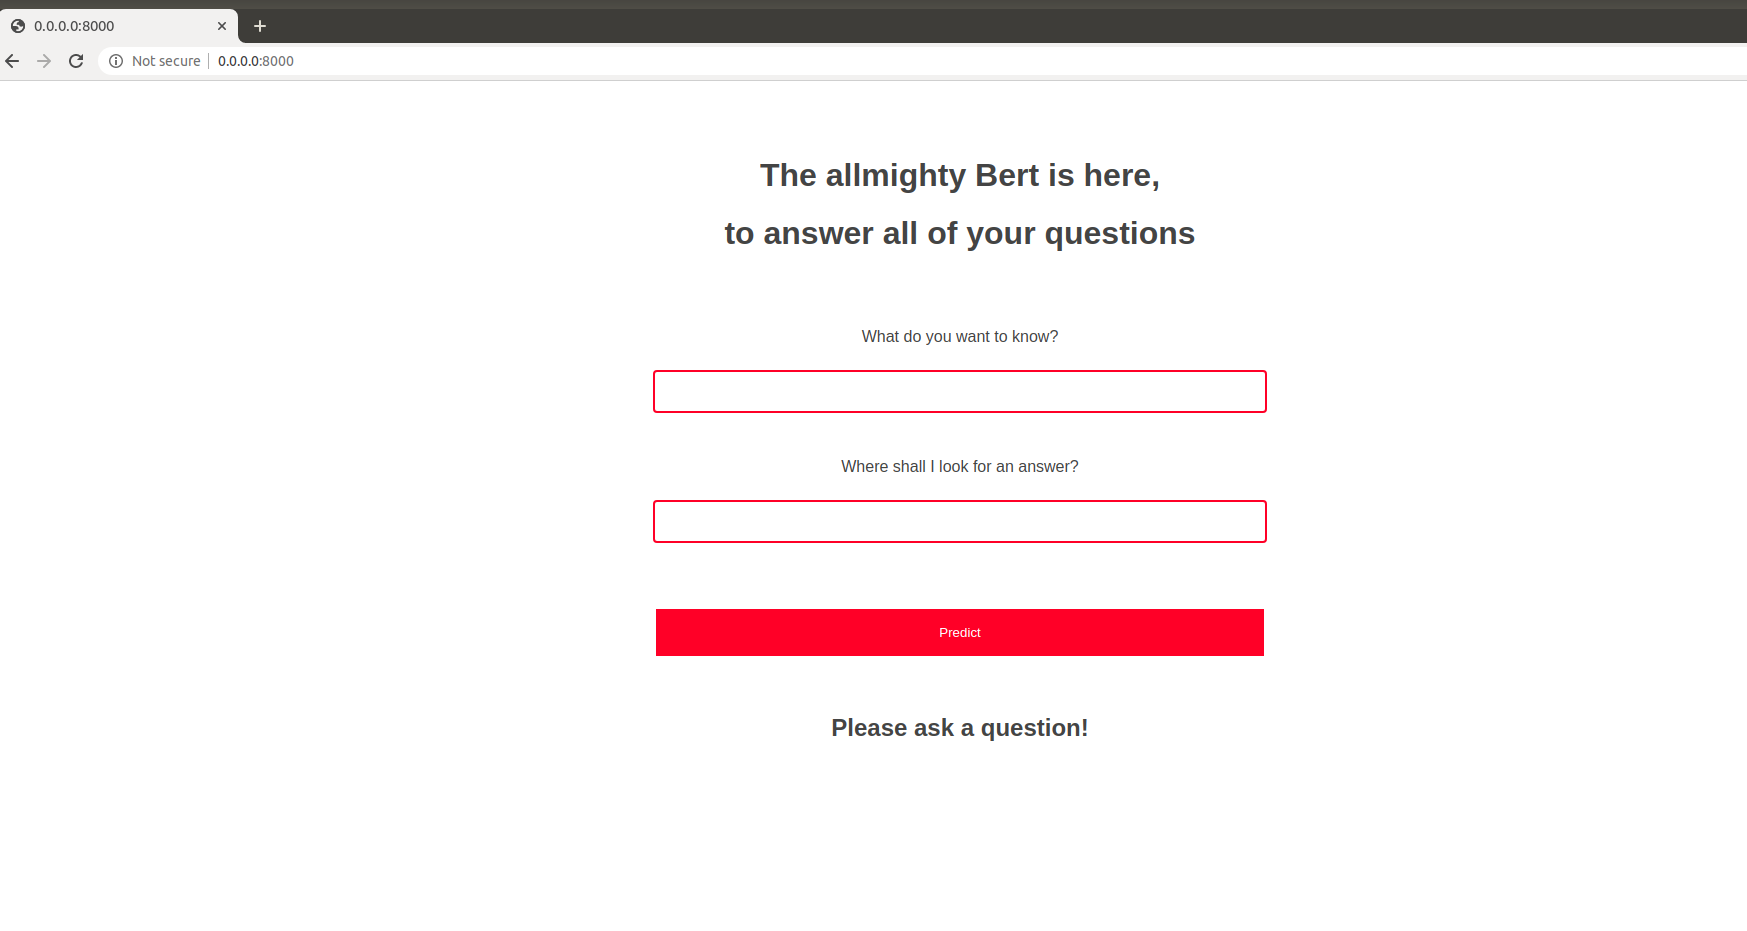 0.0.0.0:8000
Not secure 0.0.0.0:8000
The allmighty Bert is here,
to answer all of your questions
What do you want to know?
Where shall I look for an answer?
Predict
Please ask a question!